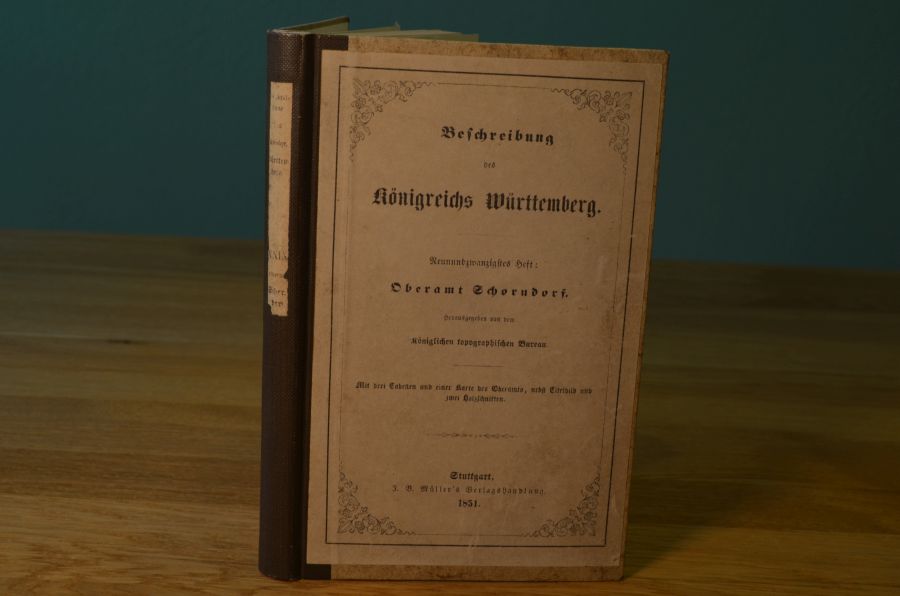 Beschreibung
des
Königreichs Württemberg.
Neunundzwanzigstes Heft:
Oberamt Schorndorf.
Herausgegeben von dem
Königlichen topographischen Bureau.
Mit drei Tabellen und einer Karte des Oberamts, nebst Titelbild und
zwei Holzschnitten.
Stuttgart.
J. B. Müller's Verlagshandlung.
1851.